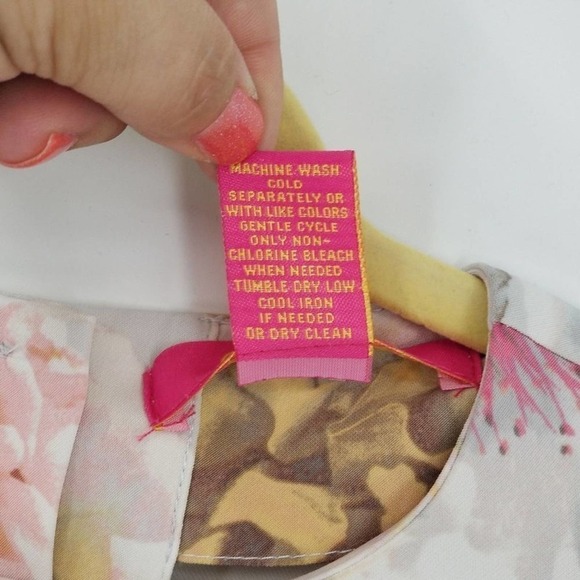 MACHINE WASH
COLD
SEPARATELY OR
WITH LIKE COLORS
GENTLE CYCLE
ONLY NON-
CHLORINE BLEACH
WHEN NEEDED
TUMBLE DRY LOW
COOL IRON
IF NEEDED
OR DRY CLEAN